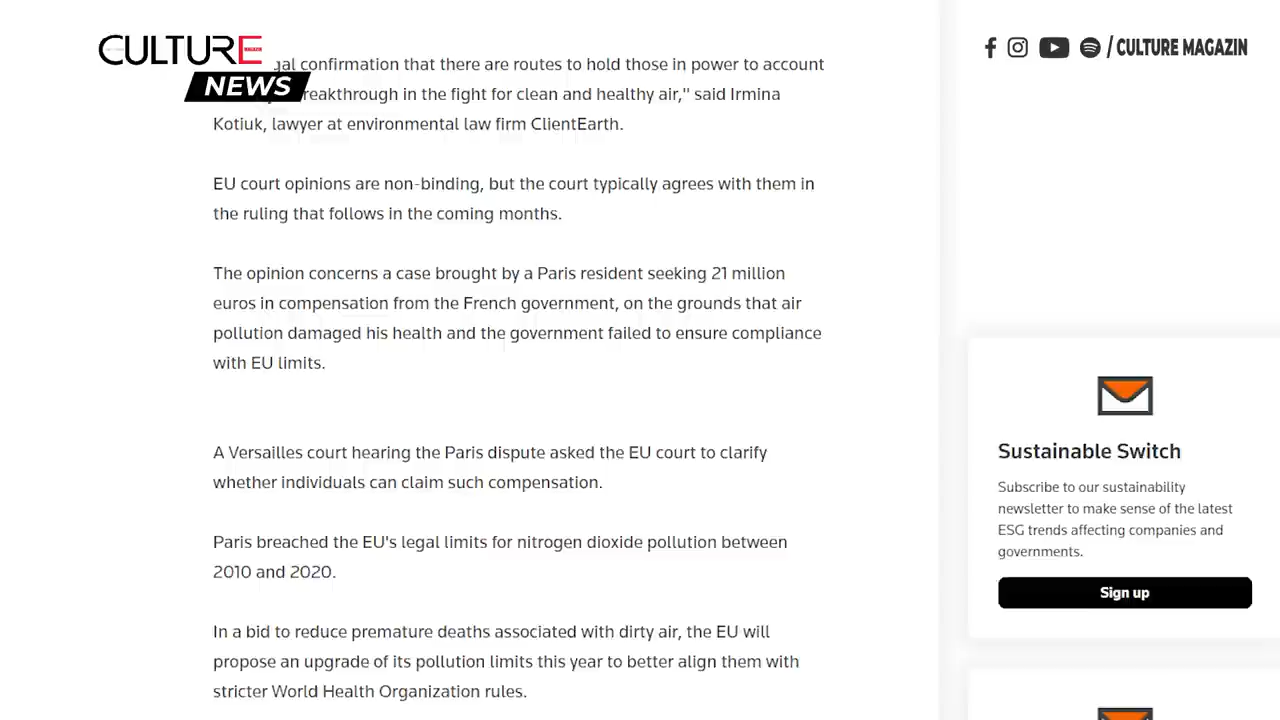 CULTURE
NEWS
/ CULTURE MAGAZIN
gal confirmation that there are routes to hold those in power to account
reakthrough in the fight for clean and healthy air," said Irmina
Kotiuk, lawyer at environmental law firm ClientEarth.
EU court opinions are non-binding, but the court typically agrees with them in
the ruling that follows in the coming months.
The opinion concerns a case brought by a Paris resident seeking 21 million
euros in compensation from the French government, on the grounds that air
pollution damaged his health and the government failed to ensure compliance
with EU limits.
A Versailles court hearing the Paris dispute asked the EU court to clarify
whether individuals can claim such compensation.
Paris breached the EU's legal limits for nitrogen dioxide pollution between
2010 and 2020.
In a bid to reduce premature deaths associated with dirty air, the EU will
propose an upgrade of its pollution limits this year to better align them with
stricter World Health Organization rules.
Sustainable Switch
Subscribe to our sustainability
newsletter to make sense of the latest
ESG trends affecting companies and
governments.
Sign up